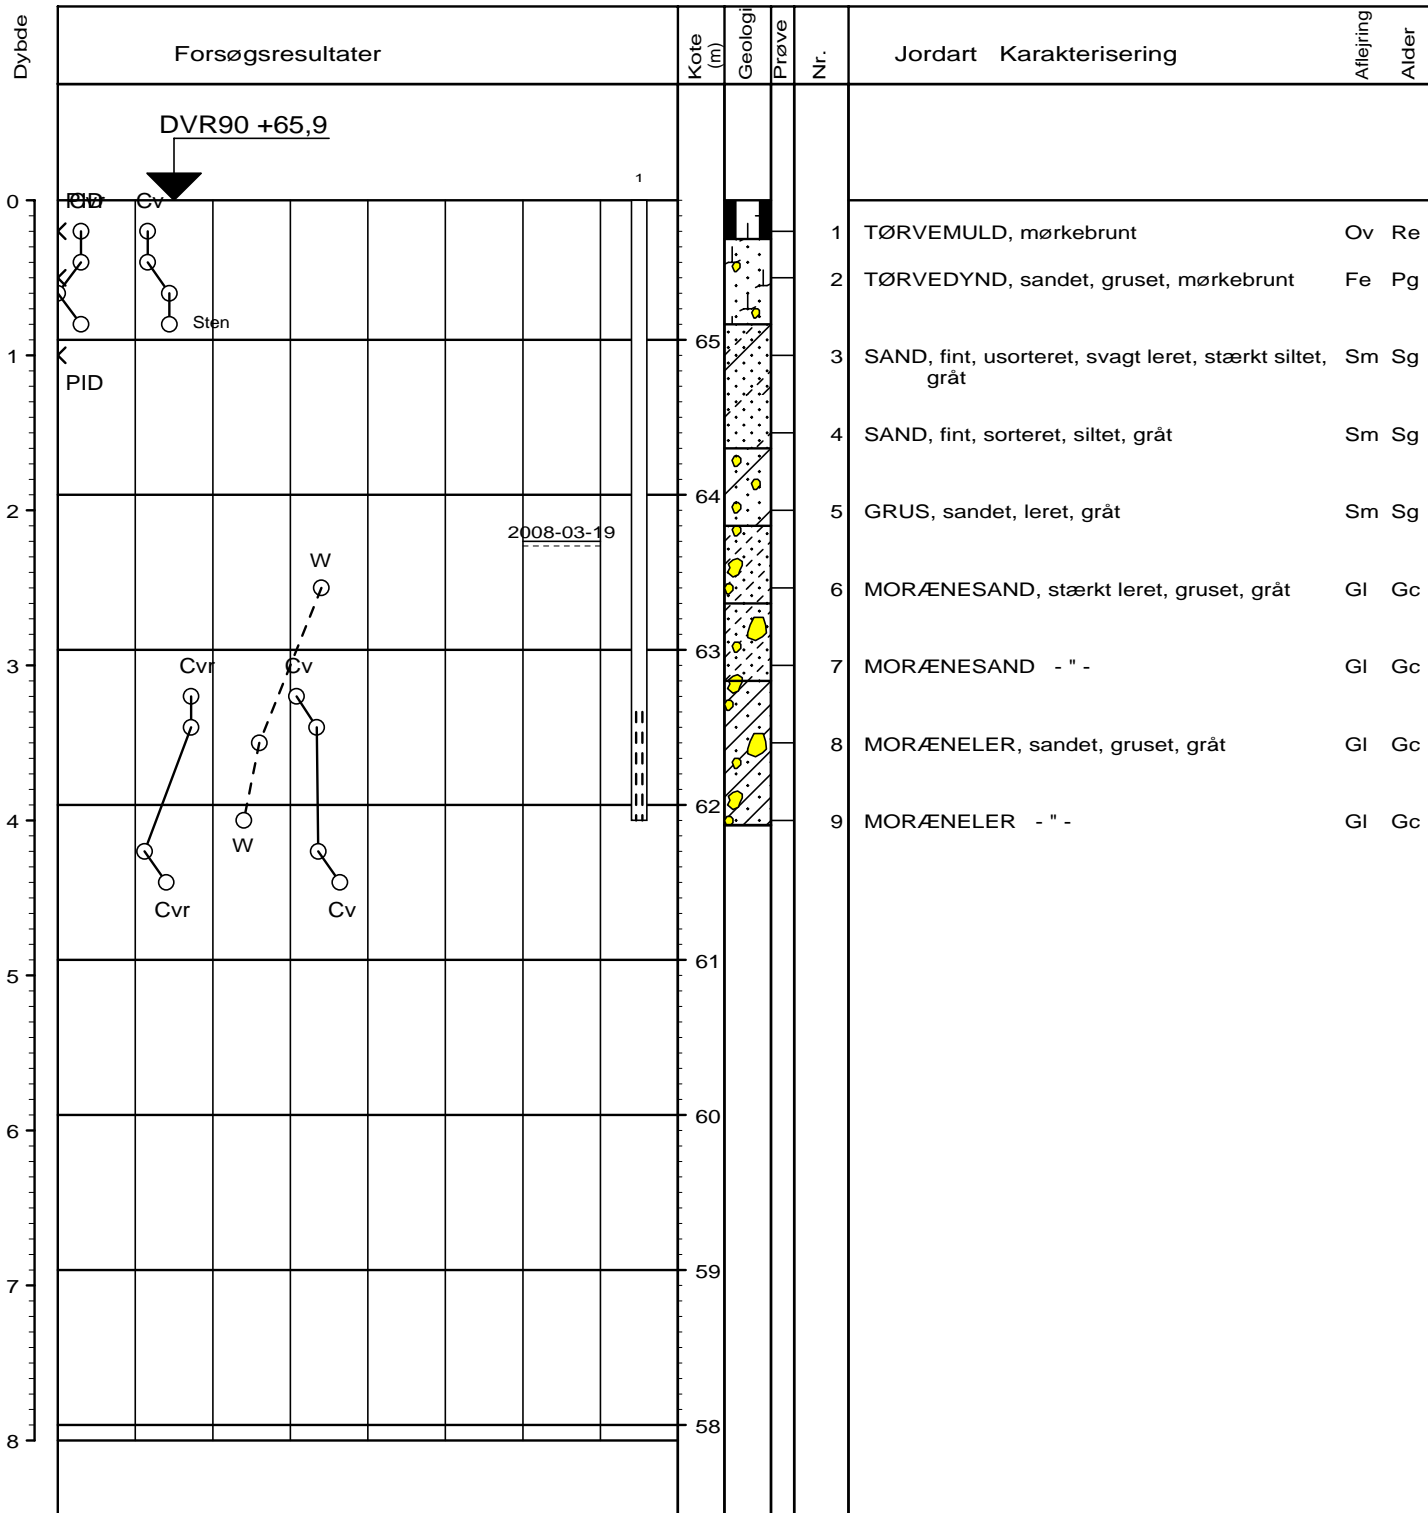 Dybde
Forsøgsresultater
Kote (m)
Geologi
Prøve
Nr.
Jordart Karakterisering
Aflejring
Alder
DVR90 +65,9
1
0
PID Cvr Cv
1 TØRVEMULD, mørkebrunt Ov Re
2 TØRVEDYND, sandet, gruset, mørkebrunt Fe Pg
Sten
65
1
3 SAND, fint, usorteret, svagt leret, stærkt siltet, Sm Sg
gråt
PID
4 SAND, fint, sorteret, siltet, gråt Sm Sg
64
2
5 GRUS, sandet, leret, gråt Sm Sg
2008-03-19
W
6 MORÆNESAND, stærkt leret, gruset, gråt Gl Gc
63
3
Cvr Cv
7 MORÆNESAND - " - Gl Gc
8 MORÆNELER, sandet, gruset, gråt Gl Gc
62
4
9 MORÆNELER - " - Gl Gc
W
Cvr Cv
61
5
60
6
59
7
58
8